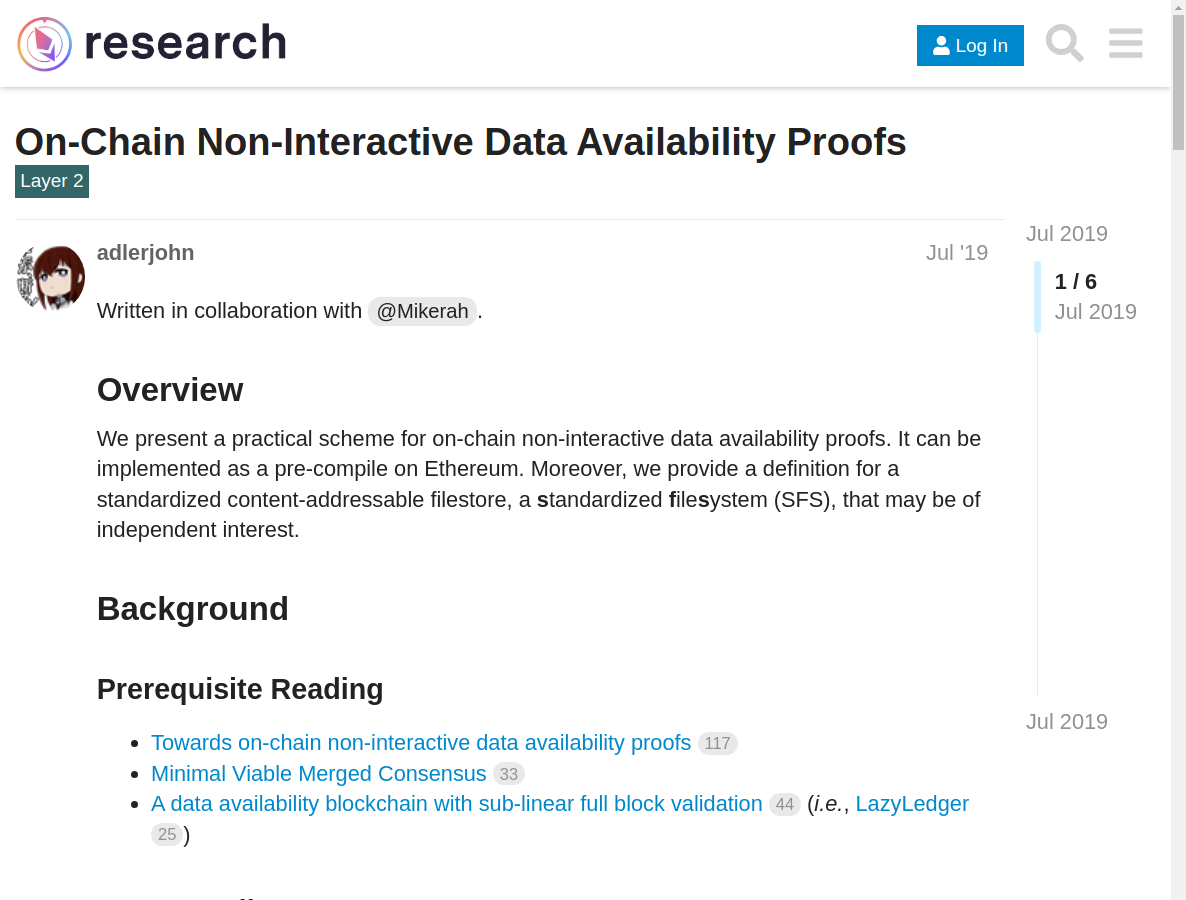 research
Log In
On-Chain Non-Interactive Data Availability Proofs
Layer 2
adlerjohn
Jul '19
Jul 2019
1 / 6
Jul 2019
Written in collaboration with @Mikerah.
Overview
We present a practical scheme for on-chain non-interactive data availability proofs. It can be
implemented as a pre-compile on Ethereum. Moreover, we provide a definition for a
standardized content-addressable filestore, a standardized filesystem (SFS), that may be of
independent interest.
Background
Prerequisite Reading
Towards on-chain non-interactive data availability proofs 117
Minimal Viable Merged Consensus 33
A data availability blockchain with sub-linear full block validation 44 (i.e., LazyLedger
25)
Jul 2019